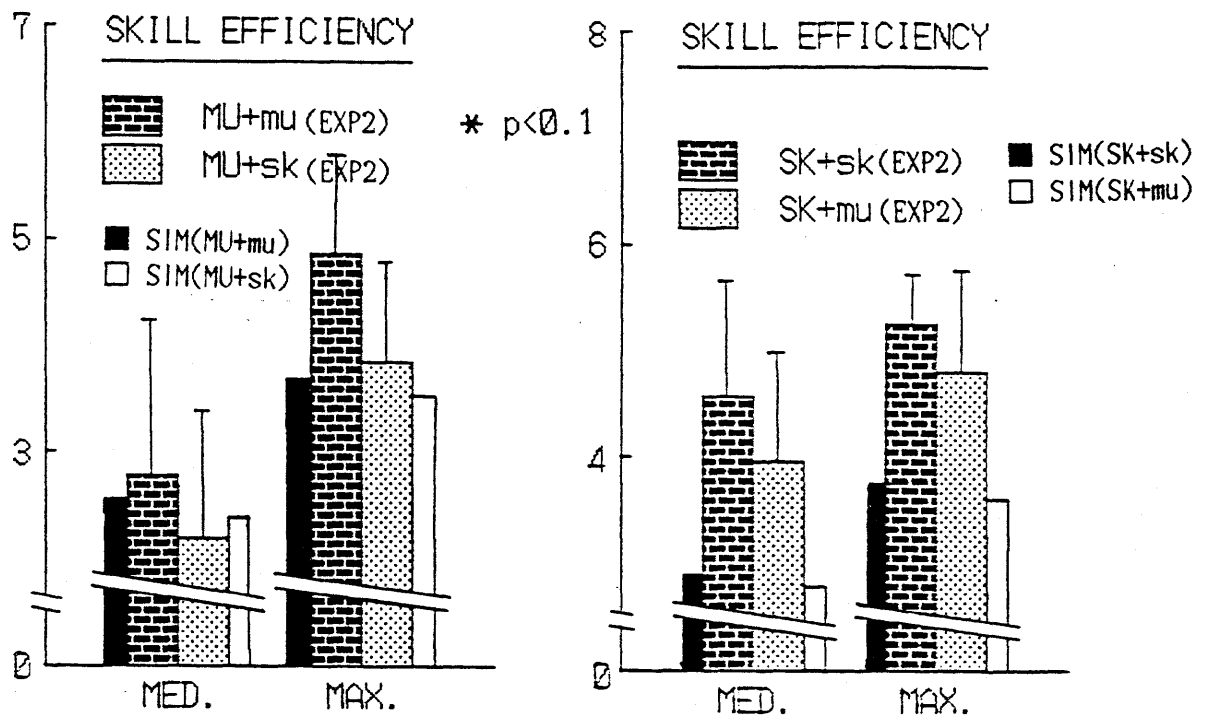 7
SKILL EFFICIENCY
MU+mu (EXP2)
* p<0.1
MU+sk (EXP2)
5
SIM(MU+mu)
SIM(MU+sk)
3
0
MED.
MAX.
8
SKILL EFFICIENCY
SK+sk (EXP2)
SIM(SK+sk)
SK+mu (EXP2)
SIM(SK+mu)
6
4
0
MED.
MAX.